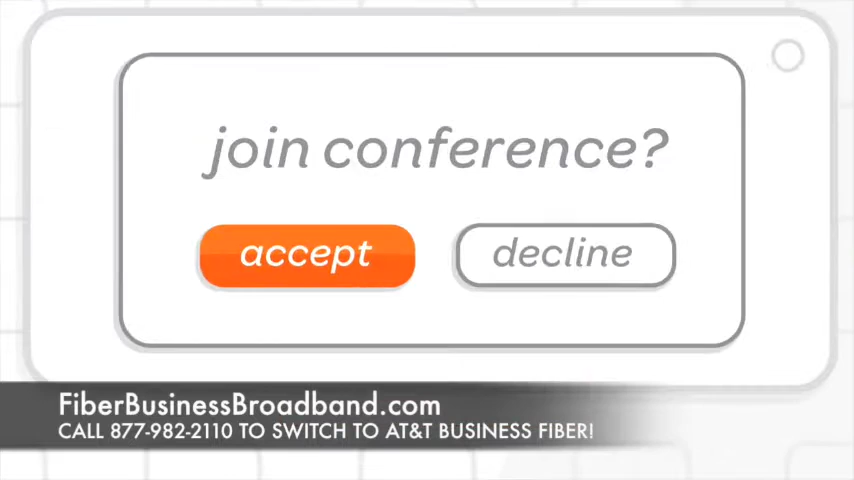 join conference?
accept
decline
FiberBusinessBroadband.com
CALL 877-982-2110 TO SWITCH TO AT&T BUSINESS FIBER!